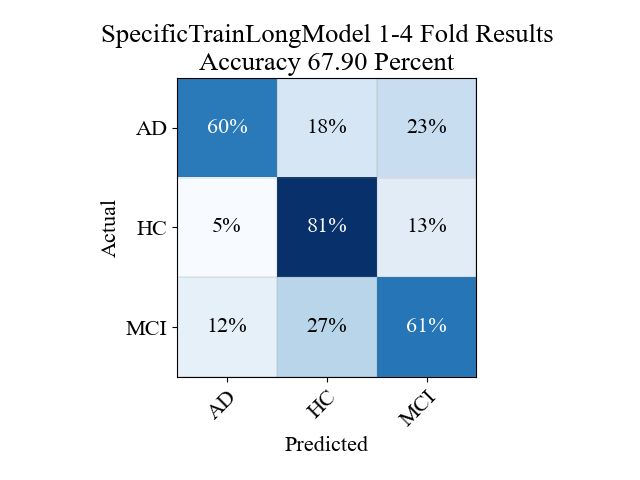 SpecificTrainLongModel 1-4 Fold Results
Accuracy 67.90 Percent
AD 60% 18% 23%
HC 5% 81% 13%
MCI 12% 27% 61%
Actual
AD HC MCI
Predicted